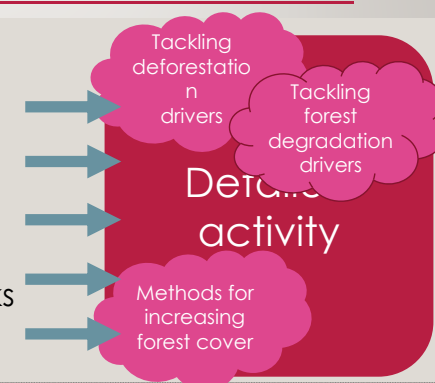 Tackling
deforestatio
n
drivers
Tackling
forest
degradation
drivers
activity
Methods for
increasing
forest cover